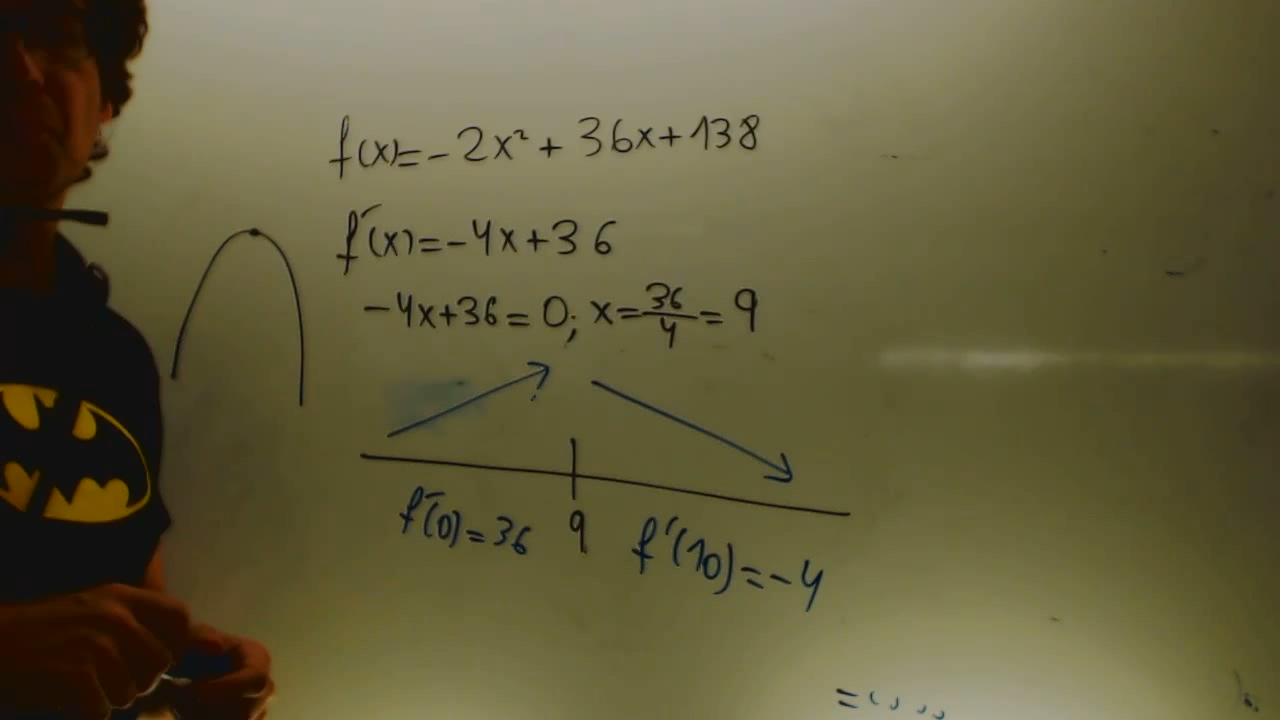 f(x)=-2x²+36x+138
f´(x)=-4x+36
-4x+36=0; x=36/4=9
f´(0)=36 9 f'(10)=-4